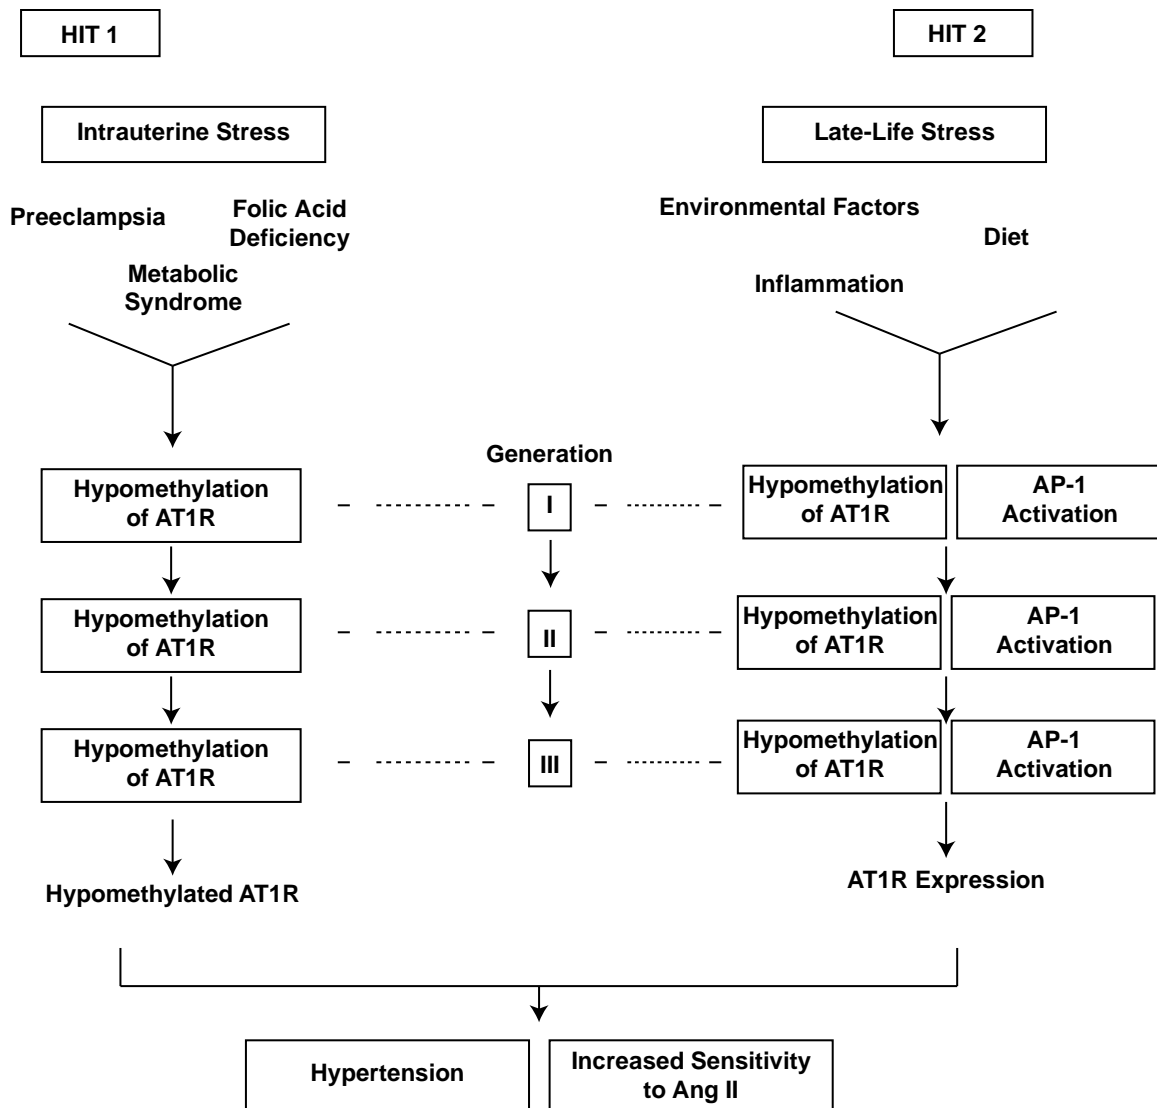 HIT 1
HIT 2
Intrauterine Stress
Late-Life Stress
Preeclampsia
Folic Acid
Deficiency
Metabolic
Syndrome
Environmental Factors
Diet
Inflammation
Generation
Hypomethylation
of AT1R
I
Hypomethylation
of AT1R
AP-1
Activation
Hypomethylation
of AT1R
II
Hypomethylation
of AT1R
AP-1
Activation
Hypomethylation
of AT1R
III
Hypomethylation
of AT1R
AP-1
Activation
Hypomethylated AT1R
AT1R Expression
Hypertension
Increased Sensitivity
to Ang II